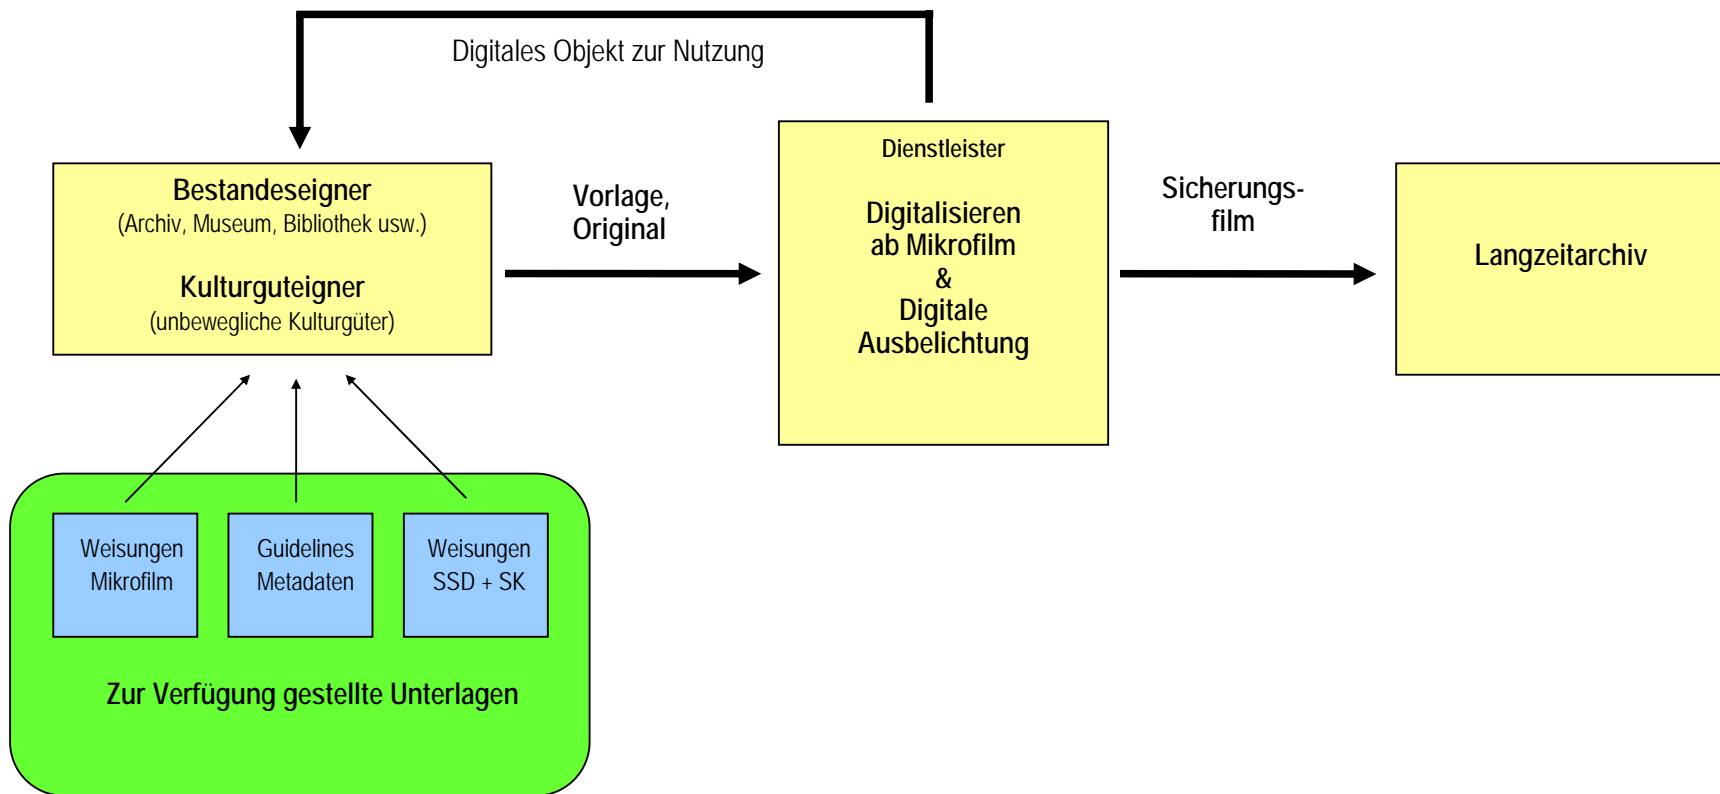 Digitales Objekt zur Nutzung
Bestandeseigner
(Archiv, Museum, Bibliothek usw.)
Kulturguteigner
(unbewegliche Kulturgüter)
Vorlage,
Original
Dienstleister
Digitalisieren
ab Mikrofilm
&
Digitale
Ausbelichtung
Sicherungs-
film
Langzeitarchiv
Weisungen
Mikrofilm
Guidelines
Metadaten
Weisungen
SSD + SK
Zur Verfügung gestellte Unterlagen